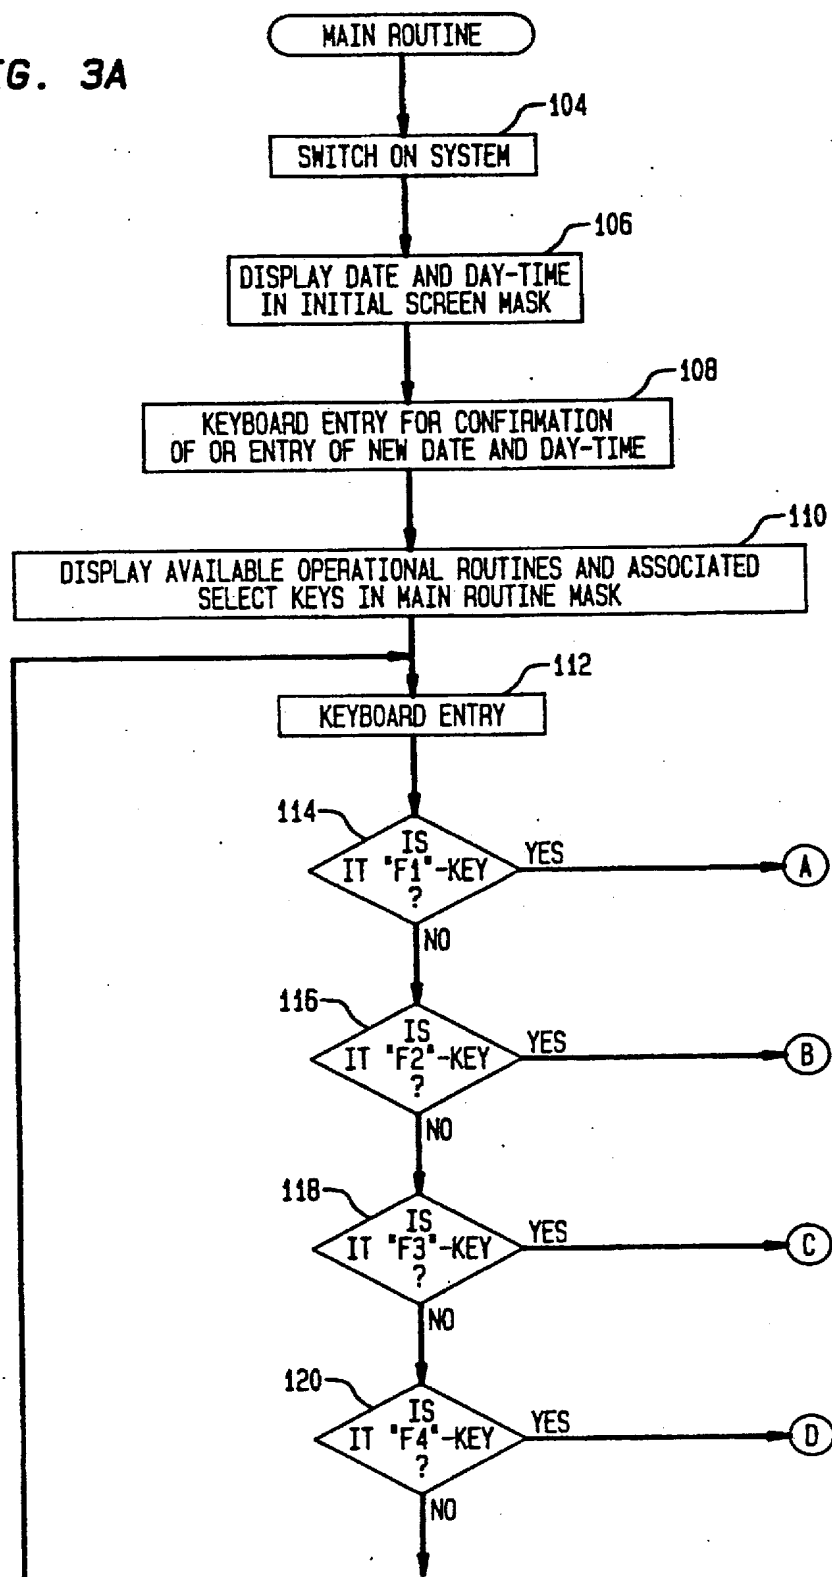 MAIN ROUTINE
G. 3A
104
SWITCH ON SYSTEM
106
DISPLAY DATE AND DAY-TIME
IN INITIAL SCREEN MASK
108
KEYBOARD ENTRY FOR CONFIRMATION
OF OR ENTRY OF NEW DATE AND DAY-TIME
110
DISPLAY AVAILABLE OPERATIONAL ROUTINES AND ASSOCIATED
SELECT KEYS IN MAIN ROUTINE MASK
112
KEYBOARD ENTRY
114
IS
IT "F1"-KEY
?
YES
A
NO
116
IS
IT "F2"-KEY
?
YES
B
NO
118
IS
IT "F3"-KEY
?
YES
C
NO
120
IS
IT "F4"-KEY
?
YES
D
NO